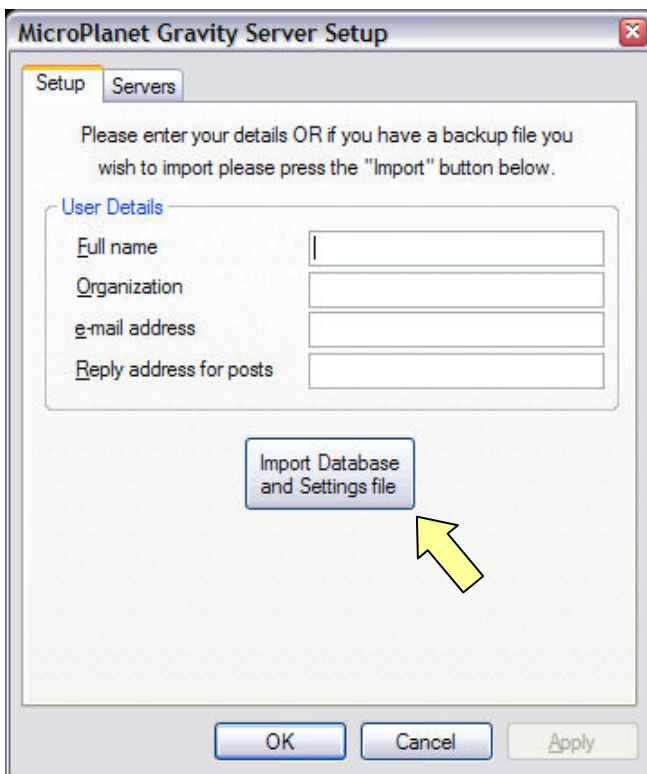 MicroPlanet Gravity Server Setup
Setup
Servers
Please enter your details OR if you have a backup file you
wish to import please press the "Import" button below.
User Details
Full name
Organization
e-mail address
Reply address for posts
Import Database
and Settings file
OK
Cancel
Apply